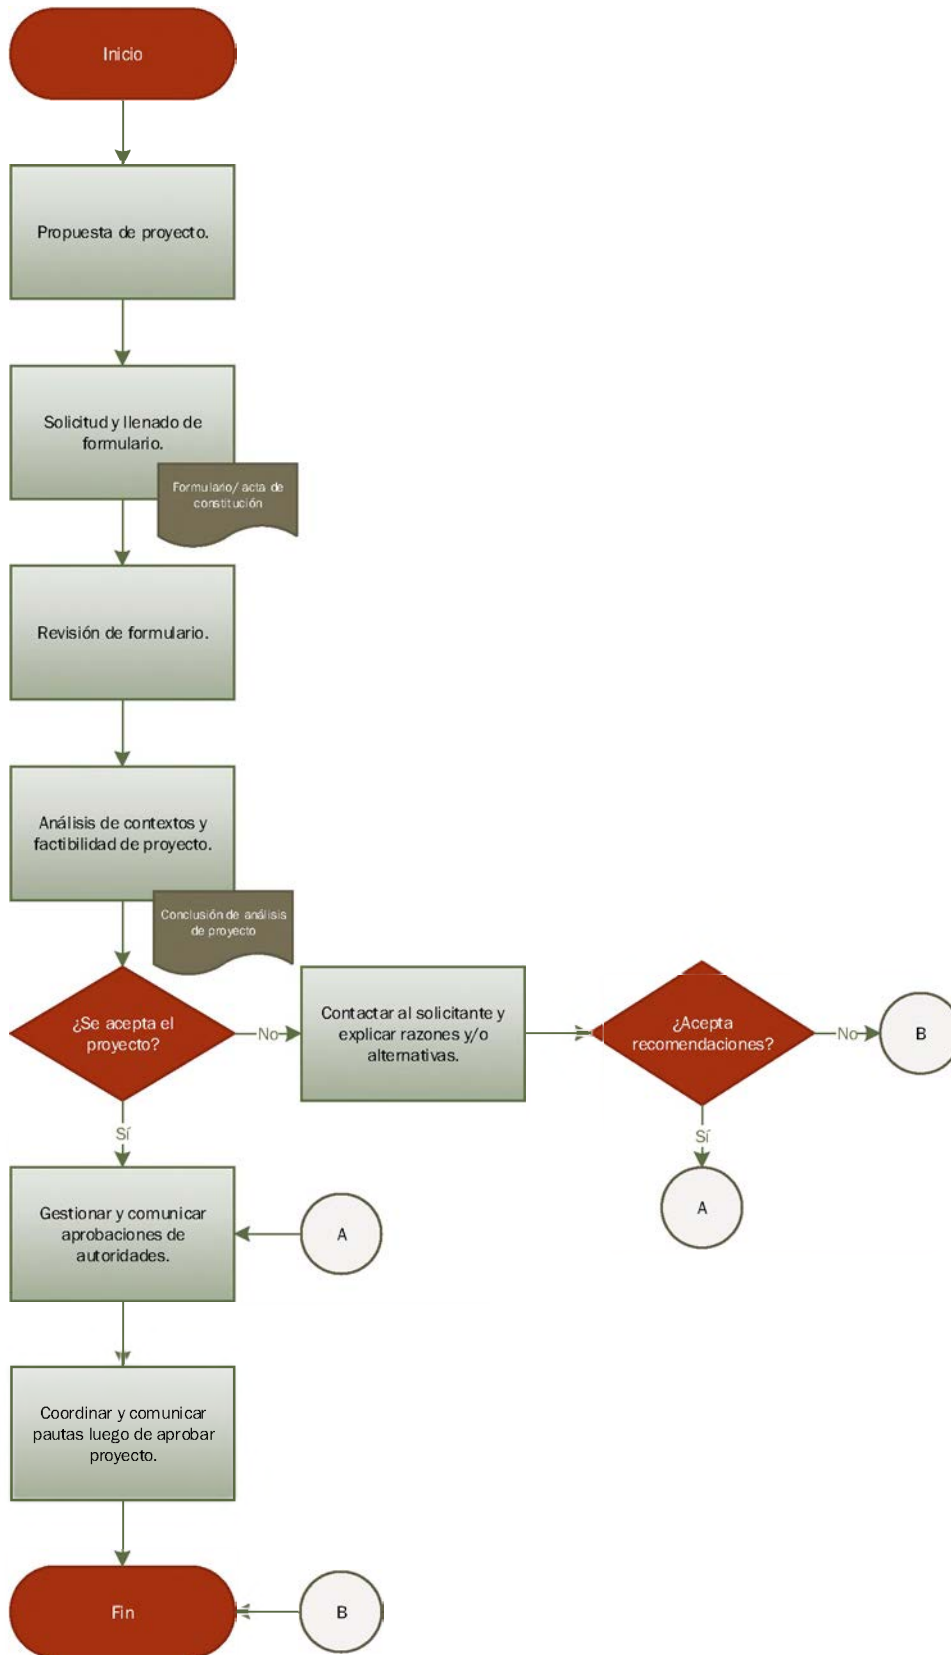 Inicio
Propuesta de proyecto.
Solicitud y llenado de
formulario.
Formulario/ acta de
constitución
Revisión de formulario.
Análisis de contextos y
factibilidad de proyecto.
Conclusión de análisis
de proyecto
¿Se acepta el
proyecto?
No
Contactar al solicitante y
explicar razones y/o
alternativas.
¿Acepta
recomendaciones?
No
B
Sí
Sí
A
Gestionar y comunicar
aprobaciones de
autoridades.
A
Coordinar y comunicar
pautas luego de aprobar
proyecto.
Fin
B